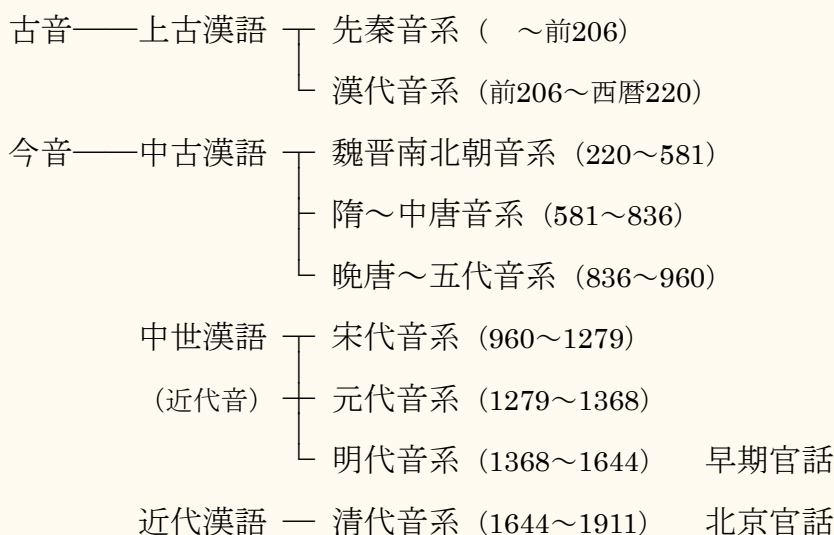 古音──上古漢語 ┬ 先秦音系(　～前206)
└ 漢代音系(前206～西暦220)
今音──中古漢語 ┬ 魏晋南北朝音系(220～581)
├ 隋～中唐音系(581～836)
└ 晩唐～五代音系(836～960)
中世漢語 ┬ 宋代音系(960～1279)
(近代音) ┼ 元代音系(1279～1368)
└ 明代音系(1368～1644)　早期官話
近代漢語 ─ 清代音系(1644～1911)　北京官話